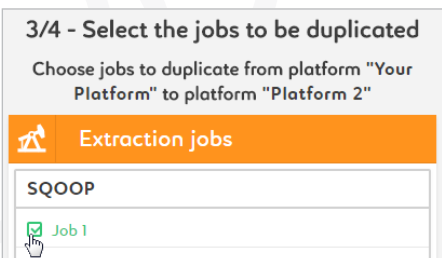 3/4 - Select the jobs to be duplicated
Choose jobs to duplicate from platform "Your
Platform" to platform "Platform 2"
Extraction jobs
SQOOP
Job 1